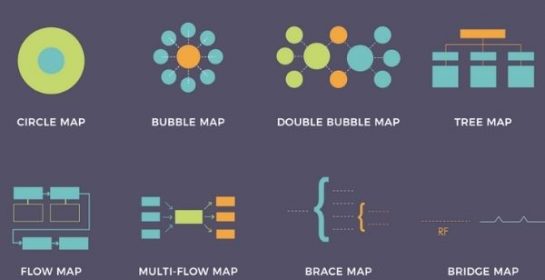 CIRCLE MAP
BUBBLE MAP
DOUBLE BUBBLE MAP
TREE MAP
FLOW MAP
MULTI-FLOW MAP
BRACE MAP
RF
BRIDGE MAP